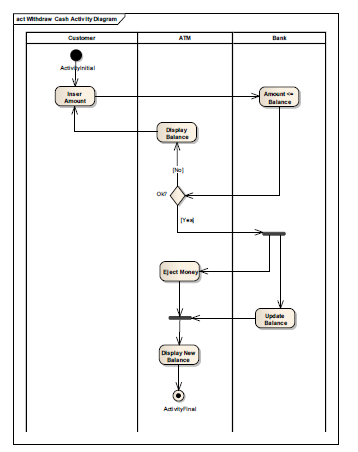 act Withdraw Cash Activity Diagram
Customer
ATM
Bank
ActivityInitial
Inser
Amount
Amount <=
Balance
Display
Balance
[No]
Ok?
[Yes]
Eject Money
Update
Balance
Display New
Balance
ActivityFinal